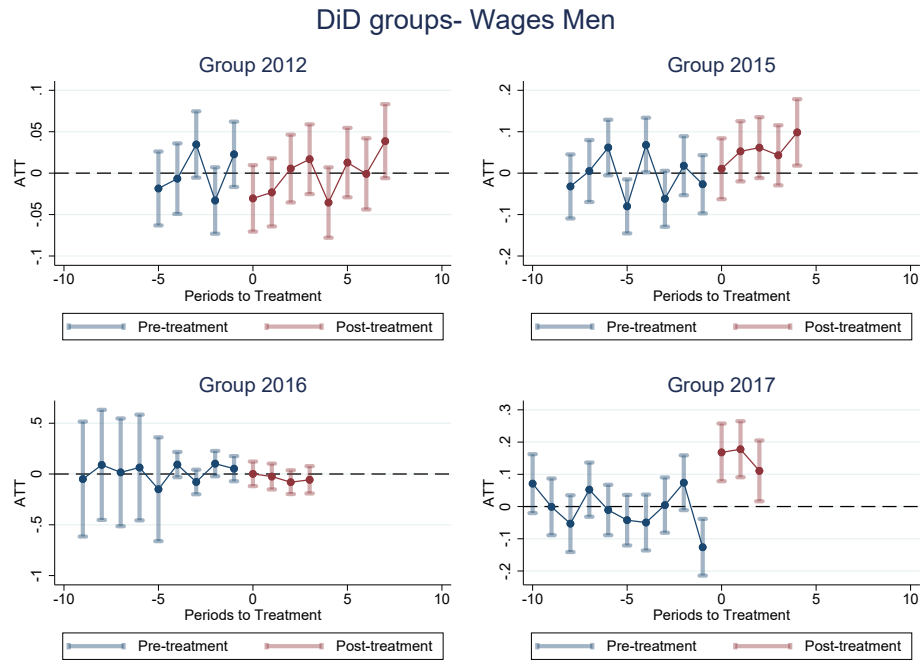 DiD groups- Wages Men
Group 2012
.1
.05
0
-.05
-.1
ATT
-10 -5 0 5 10
Periods to Treatment
Pre-treatment Post-treatment
Group 2015
.2
.1
0
-.1
-.2
ATT
-10 -5 0 5 10
Periods to Treatment
Pre-treatment Post-treatment
Group 2016
.5
0
-.5
-1
ATT
-10 -5 0 5 10
Periods to Treatment
Pre-treatment Post-treatment
Group 2017
.3
.2
.1
0
-.1
-.2
ATT
-10 -5 0 5 10
Periods to Treatment
Pre-treatment Post-treatment